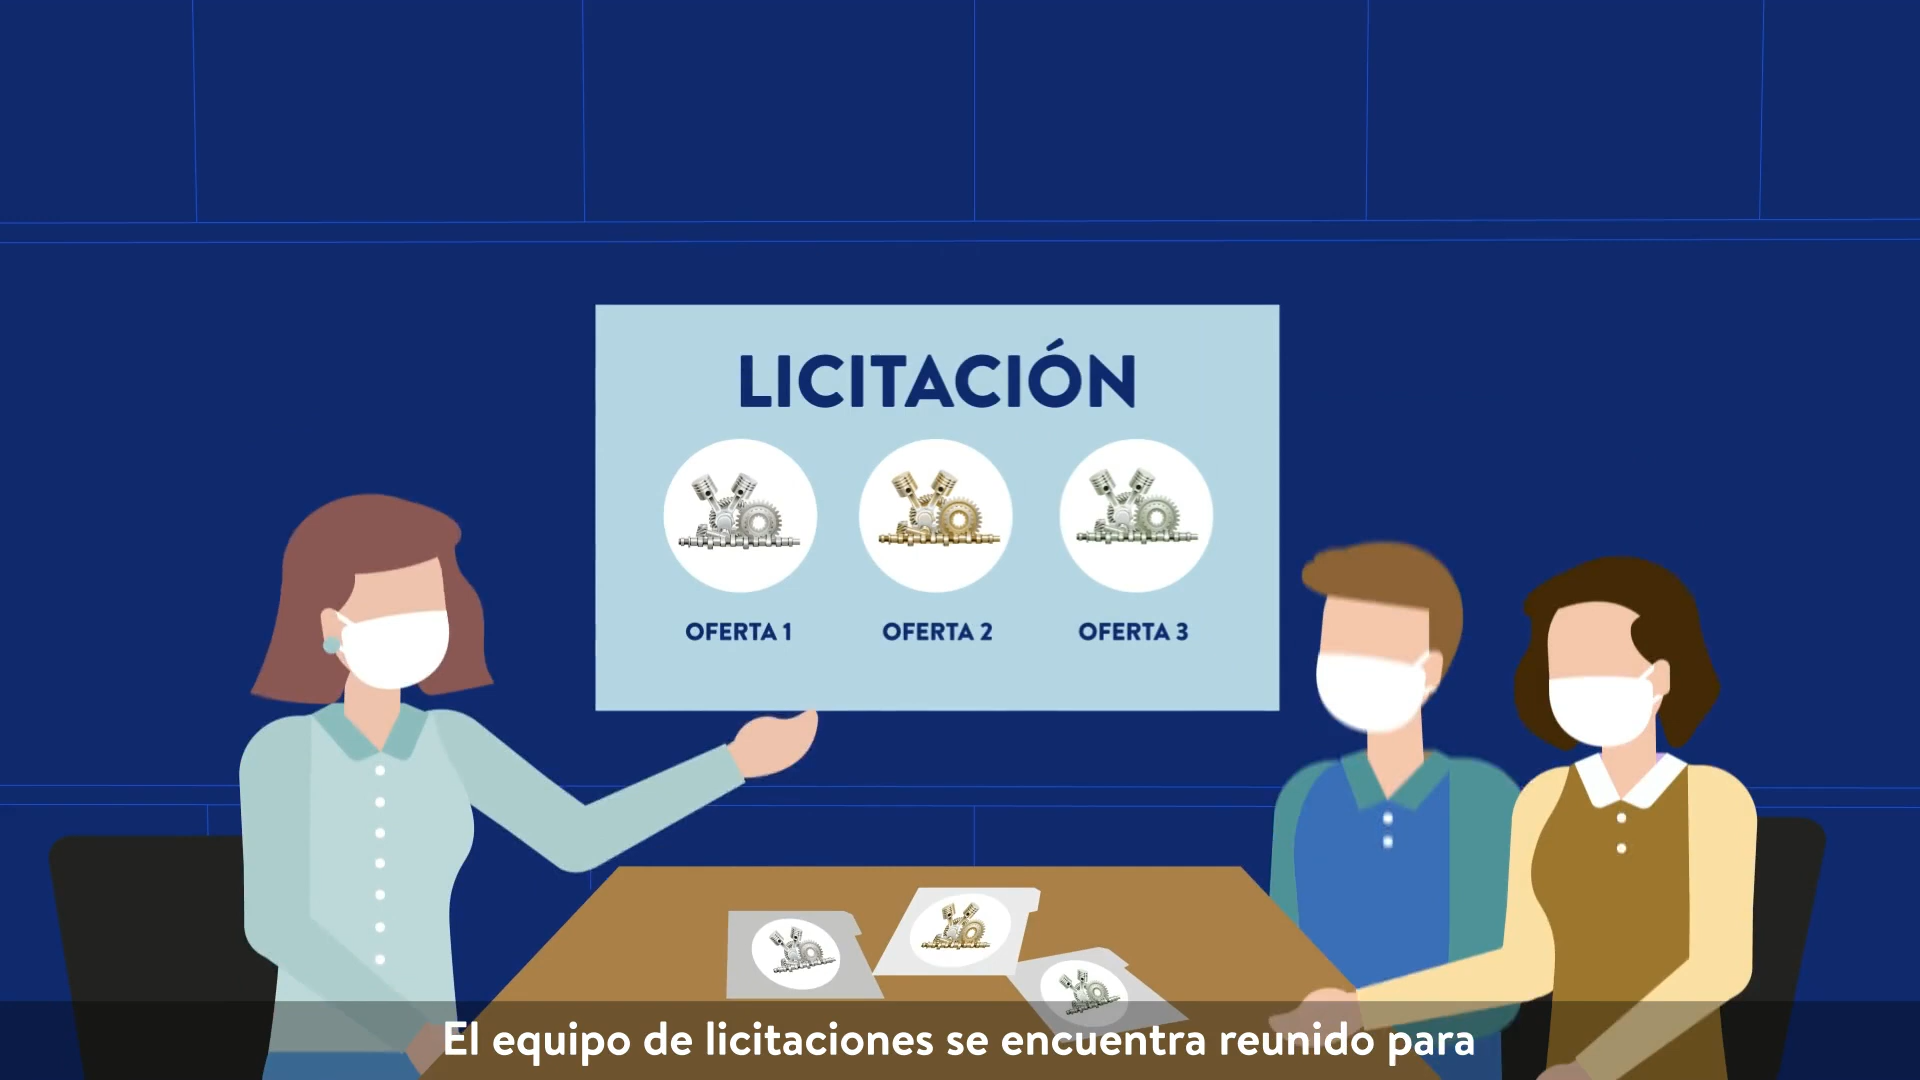 LICITACIÓN
OFERTA 1
OFERTA 2
OFERTA 3
El equipo de licitaciones se encuentra reunido para